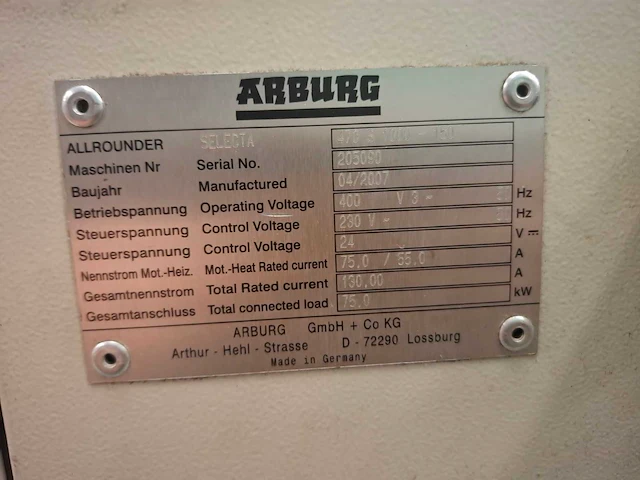 ARBURG
ALLROUNDER SELECTA
Maschinen Nr Serial No. 205090
Baujahr Manufactured 04/2007
Betriebspannung Operating Voltage 400 V 3 ~ Hz
Steuerspannung Control Voltage 230 V ~ Hz
Steuerspannung Control Voltage 24 V
Nennstrom Mot.-Heiz. Mot.-Heat Rated current 75,0 / 55,0 A
Gesamtnennstrom Total Rated current 130,00 A
Gesamtanschluss Total connected load 75,0 kW
ARBURG GmbH + Co KG
Arthur - Hehl - Strasse D - 72290 Lossburg
Made in Germany